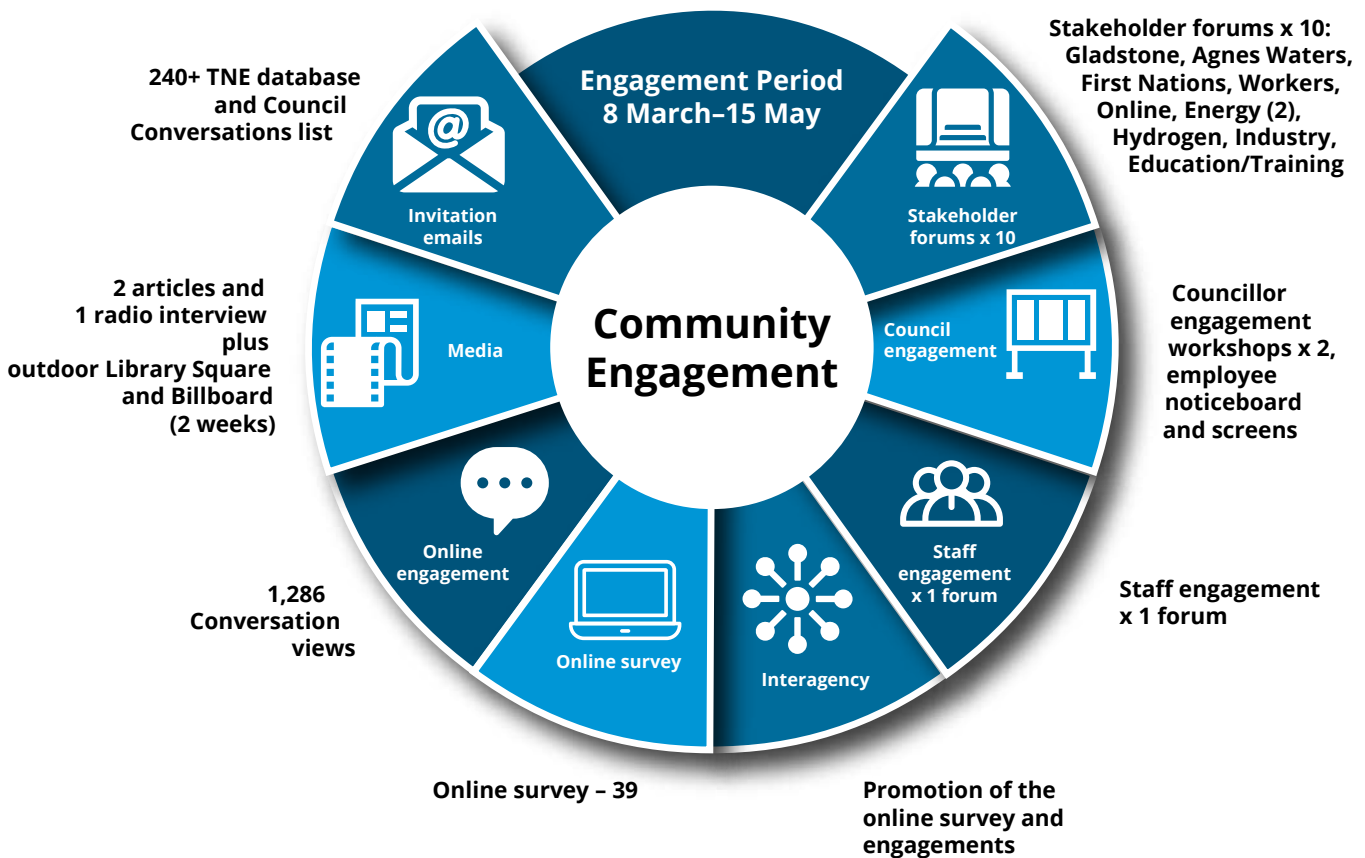 Engagement Period
8 March–15 May
Stakeholder forums x 10:
Gladstone, Agnes Waters,
First Nations, Workers,
Online, Energy (2),
Hydrogen, Industry,
Education/Training
Stakeholder
forums x 10
Council
engagement
Councillor
engagement
workshops x 2,
employee
noticeboard
and screens
Staff
engagement
x 1 forum
Staff engagement
x 1 forum
Interagency
Promotion of the
online survey and
engagements
Online survey
Online survey – 39
Online
engagement
1,286
Conversation
views
Media
2 articles and
1 radio interview
plus
outdoor Library Square
and Billboard
(2 weeks)
@
Invitation
emails
240+ TNE database
and Council
Conversations list
Community
Engagement